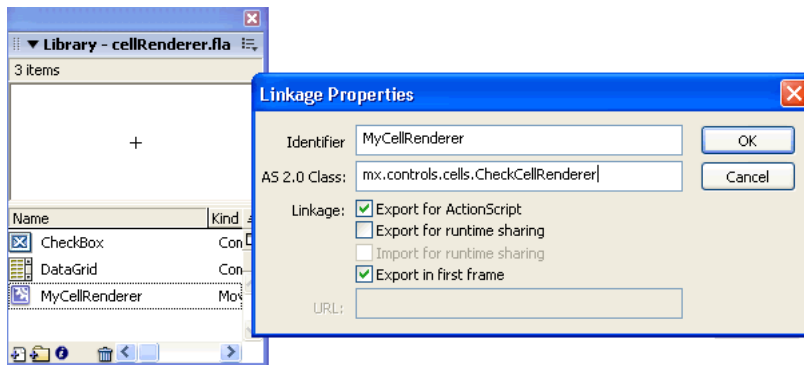 Library - cellRenderer.fla
3 items
Name Kind
CheckBox Con
DataGrid Con
MyCellRenderer Mov
Linkage Properties
Identifier MyCellRenderer OK
AS 2.0 Class: mx.controls.cells.CheckCellRenderer Cancel
Linkage: Export for ActionScript
Export for runtime sharing
Import for runtime sharing
Export in first frame
URL: